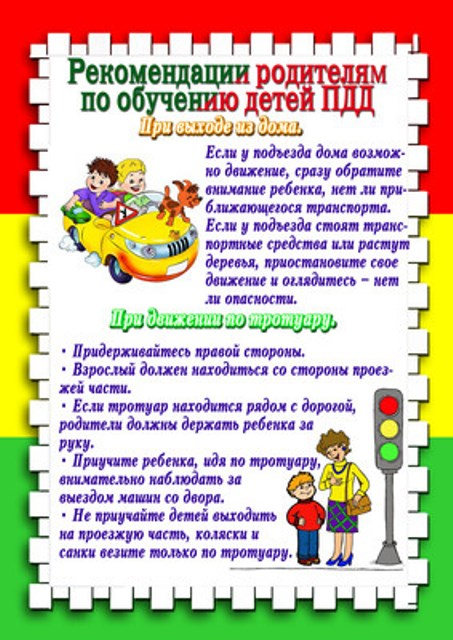 Рекомендации родителям
по обучению детей ПДД
При выходе из дома.
Если у подъезда дома возмож-
но движение, сразу обратите
внимание ребенка, нет ли при-
ближающегося транспорта.
Если у подъезда стоят транс-
портные средства или растут
деревья, приостановите свое
движение и оглядитесь – нет
ли опасности.
При движении по тротуару.
· Придерживайтесь правой стороны.
· Взрослый должен находиться со стороны проез-
жей части.
· Если тротуар находится рядом с дорогой,
родители должны держать ребенка за
руку.
· Приучите ребенка, идя по тротуару,
внимательно наблюдать за
выездом машин со двора.
· Не приучайте детей выходить
на проезжую часть, коляски и
санки везите только по тротуару.